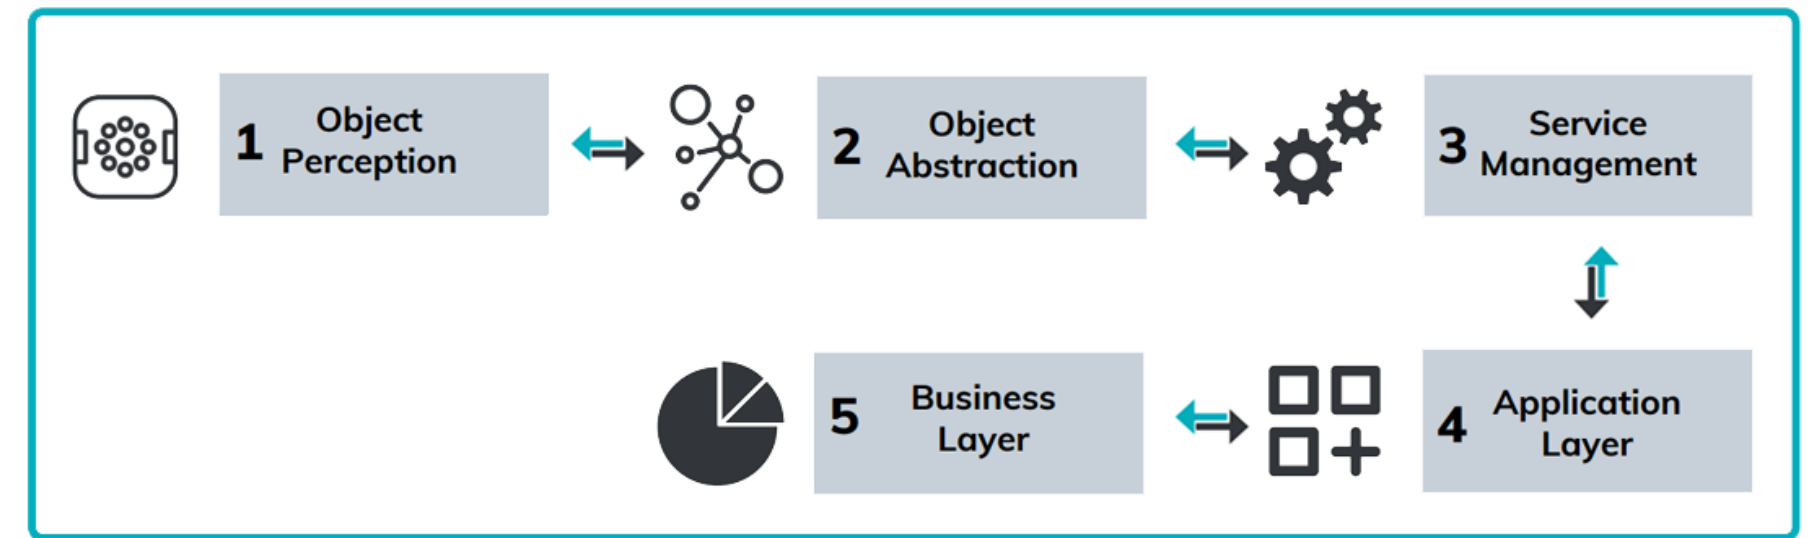 1 Object
Perception
2 Object
Abstraction
3 Service
Management
4 Application
Layer
5 Business
Layer